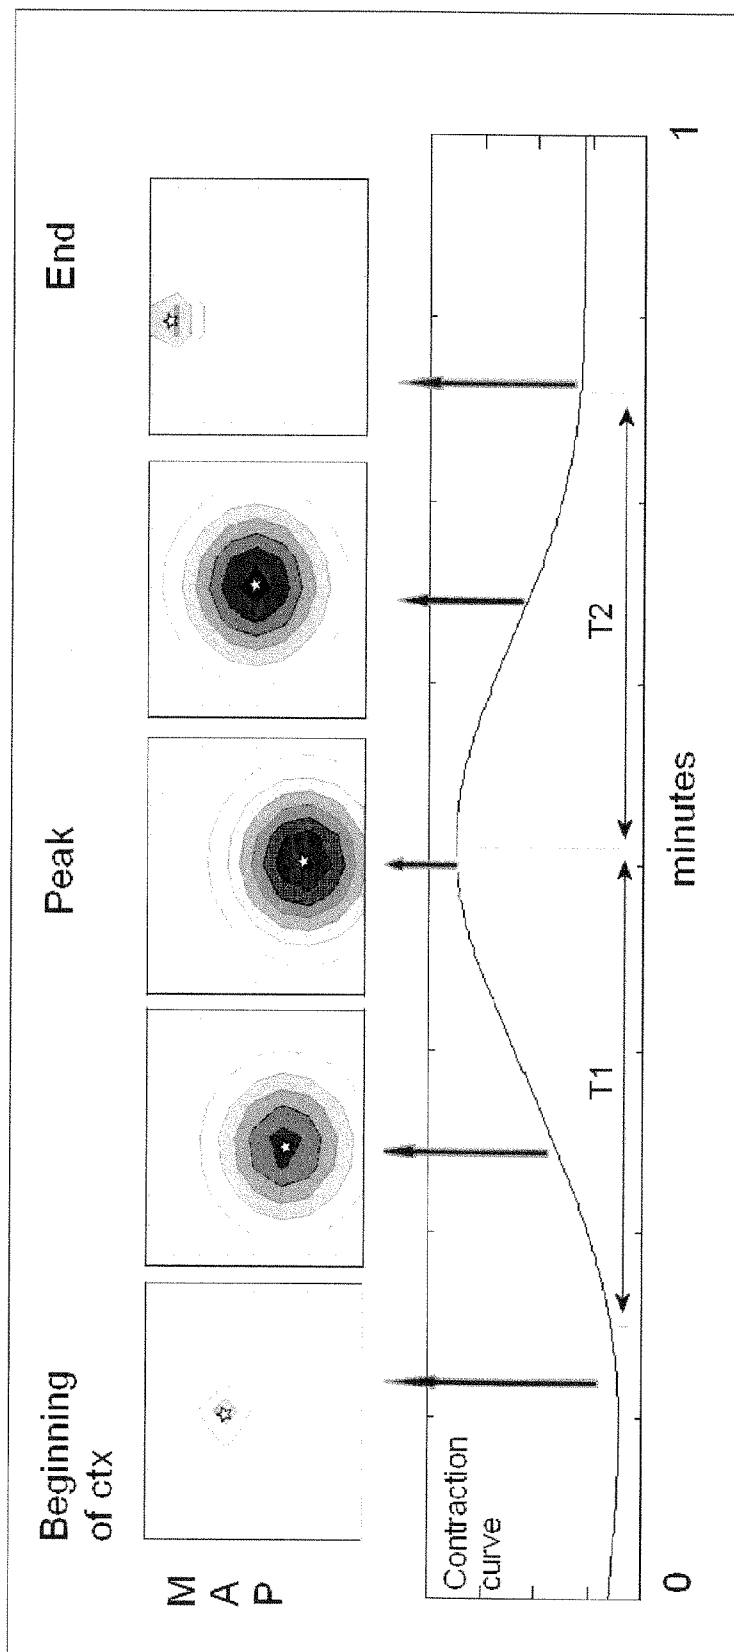 Beginning
of ctx
Peak
End
M
A
P
Contraction
curve
T1
T2
0
minutes
1